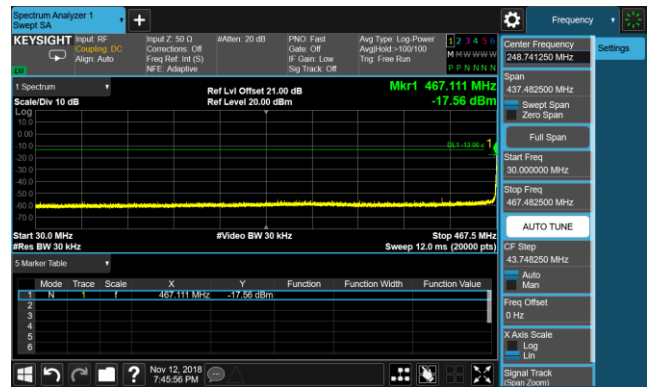 Spectrum Analyzer 1
Swept SA
+
Frequency
KEYSIGHT
Input: RF
Coupling: DC
Align: Auto
Input Z: 50 Ω
Corrections: Off
Freq Ref: Int (S)
NFE: Adaptive
#Atten: 20 dB
PNO: Fast
Gate: Off
IF Gain: Low
Sig Track: Off
Avg Type: Log-Power
Avg|Hold:>100/100
Trig: Free Run
1 2 3 4 5 6
M H W W W W
P P N N N N
Center Frequency
248.741250 MHz
Settings
1 Spectrum
Scale/Div 10 dB
Ref Lvl Offset 21.00 dB
Ref Level 20.00 dBm
Mkr1 467.111 MHz
-17.56 dBm
Span
437.482500 MHz
Swept Span
Zero Span
Full Span
Log
10.0
0.00
-10.0
-20.0
-30.0
-40.0
-50.0
-60.0
-70.0
1
Start Freq
30.000000 MHz
Stop Freq
467.482500 MHz
AUTO TUNE
Start 30.0 MHz
#Res BW 30 kHz
#Video BW 30 kHz
Stop 467.5 MHz
Sweep 12.0 ms (20000 pts)
CF Step
43.748250 MHz
Auto
Man
5 Marker Table
Mode Trace Scale X Y Function Function Width Function Value
1 N 1 f 467.111 MHz -17.56 dBm
2
3
4
5
6
Freq Offset
0 Hz
X Axis Scale
Log
Lin
Signal Track
(Span Zoom)
?
Nov 12, 2018
7:45:56 PM